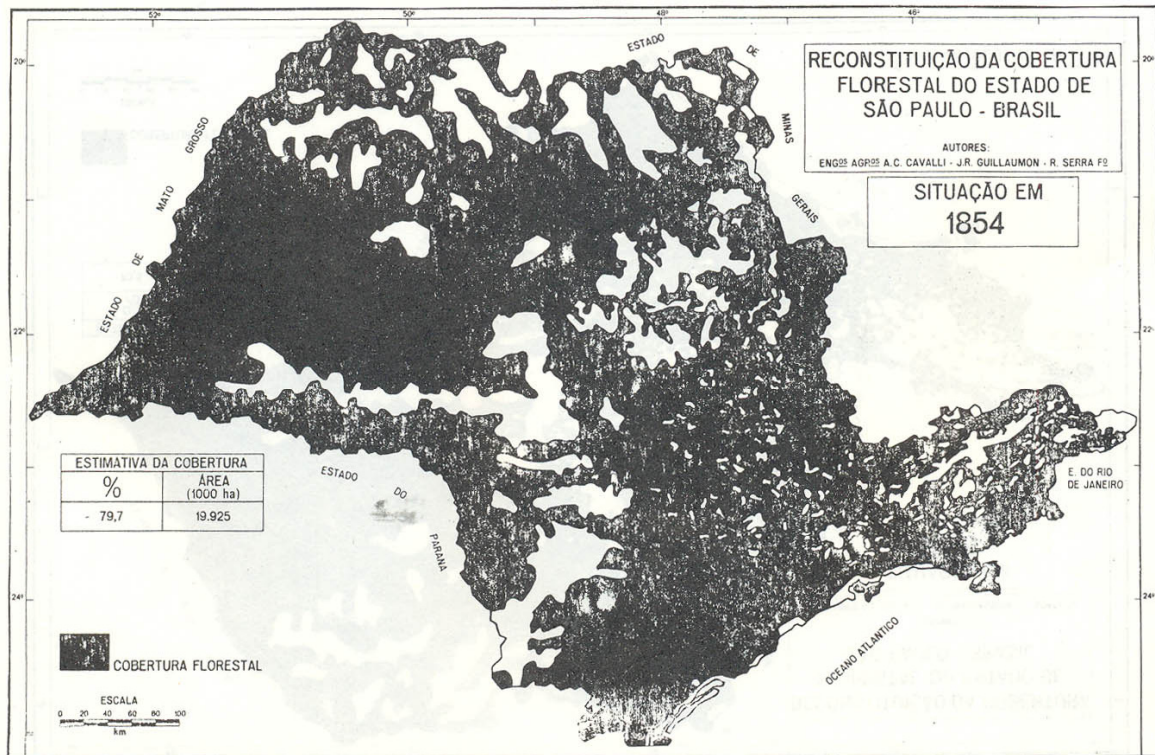 52º
50º
48º
46º
20º
20º
22º
22º
24º
24º
RECONSTITUIÇÃO DA COBERTURA
FLORESTAL DO ESTADO DE
SÃO PAULO - BRASIL
AUTORES:
ENGºS AGRºS A.C. CAVALLI - J.R. GUILLAUMON - R. SERRA Fº
SITUAÇÃO EM
1854
ESTADO DE MINAS GERAIS
ESTADO DE MATO GROSSO
ESTIMATIVA DA COBERTURA
% ÁREA
(1000 ha)
- 79,7 19.925
ESTADO DO PARANÁ
E. DO RIO
DE JANEIRO
OCEANO ATLANTICO
COBERTURA FLORESTAL
ESCALA
0 20 40 60 80 100
km